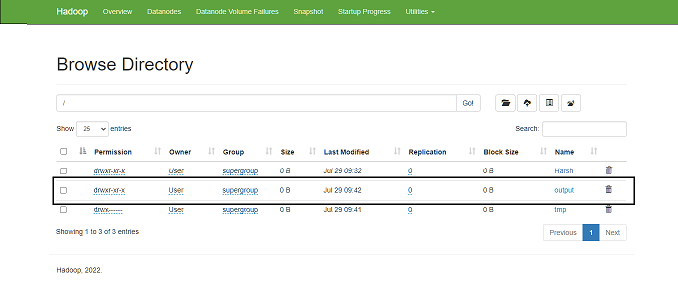 Hadoop Overview Datanodes Datanode Volume Failures Snapshot Startup Progress Utilities
Browse Directory
/ Go!
Show 25 entries Search:
Permission Owner Group Size Last Modified Replication Block Size Name
drwxr-xr-x User supergroup 0 B Jul 29 09:32 0 0 B Harsh
drwxr-xr-x User supergroup 0 B Jul 29 09:42 0 0 B output
drwx------ User supergroup 0 B Jul 29 09:41 0 0 B tmp
Showing 1 to 3 of 3 entries Previous 1 Next
Hadoop, 2022.